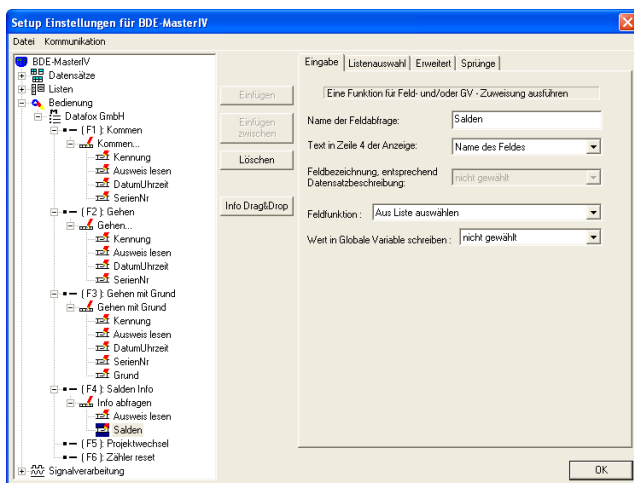 Setup Einstellungen für BDE-MasterIV
Datei Kommunikation
BDE-MasterIV
Datensätze
Listen
Bedienung
Datafox GmbH
( F1 ): Kommen
Kommen...
Kennung
Ausweis lesen
DatumUhrzeit
SerienNr
( F2 ): Gehen
Gehen...
Kennung
Ausweis lesen
DatumUhrzeit
SerienNr
( F3 ): Gehen mit Grund
Gehen mit Grund
Kennung
Ausweis lesen
DatumUhrzeit
SerienNr
Grund
( F4 ): Salden Info
Info abfragen
Ausweis lesen
Salden
( F5 ): Projektwechsel
( F6 ): Zähler reset
Signalverarbeitung
Einfügen
Einfügen
zwischen
Löschen
Info Drag&Drop
Eingabe Listenauswahl Erweitert Sprünge
Eine Funktion für Feld- und/oder GV - Zuweisung ausführen
Name der Feldabfrage: Salden
Text in Zeile 4 der Anzeige: Name des Feldes
Feldbezeichnung, entsprechend
Datensatzbeschreibung: nicht gewählt
Feldfunktion : Aus Liste auswählen
Wert in Globale Variable schreiben : nicht gewählt
OK